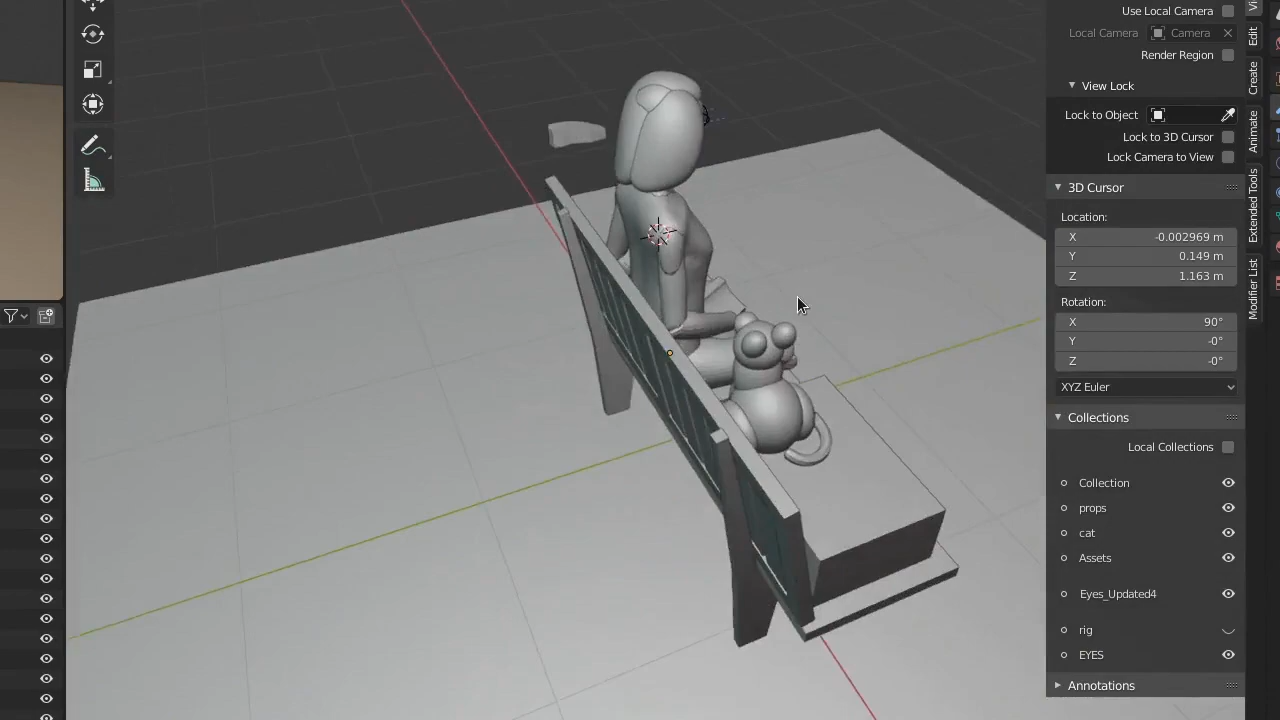 Use Local Camera
Local Camera Camera
Render Region
View Lock
Lock to Object
Lock to 3D Cursor
Lock Camera to View
3D Cursor
Location:
X -0.002969 m
Y 0.149 m
Z 1.163 m
Rotation:
X 90°
Y -0°
Z -0°
XYZ Euler
Collections
Local Collections
Collection
props
cat
Assets
Eyes_Updated4
rig
EYES
Annotations
Edit
Create
Animate
Extended Tools
Modifier List